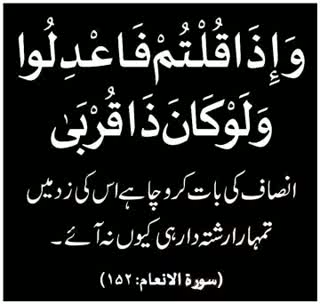 وَإِذَا قُلْتُمْ فَاعْدِلُوا
وَلَوْ كَانَ ذَا قُرْبَىٰ
انصاف کی بات کرو چاہے اس کی زد میں
تمہارا رشتہ دار ہی کیوں نہ آئے۔
(سورۃ الانعام: ۱۵۲)